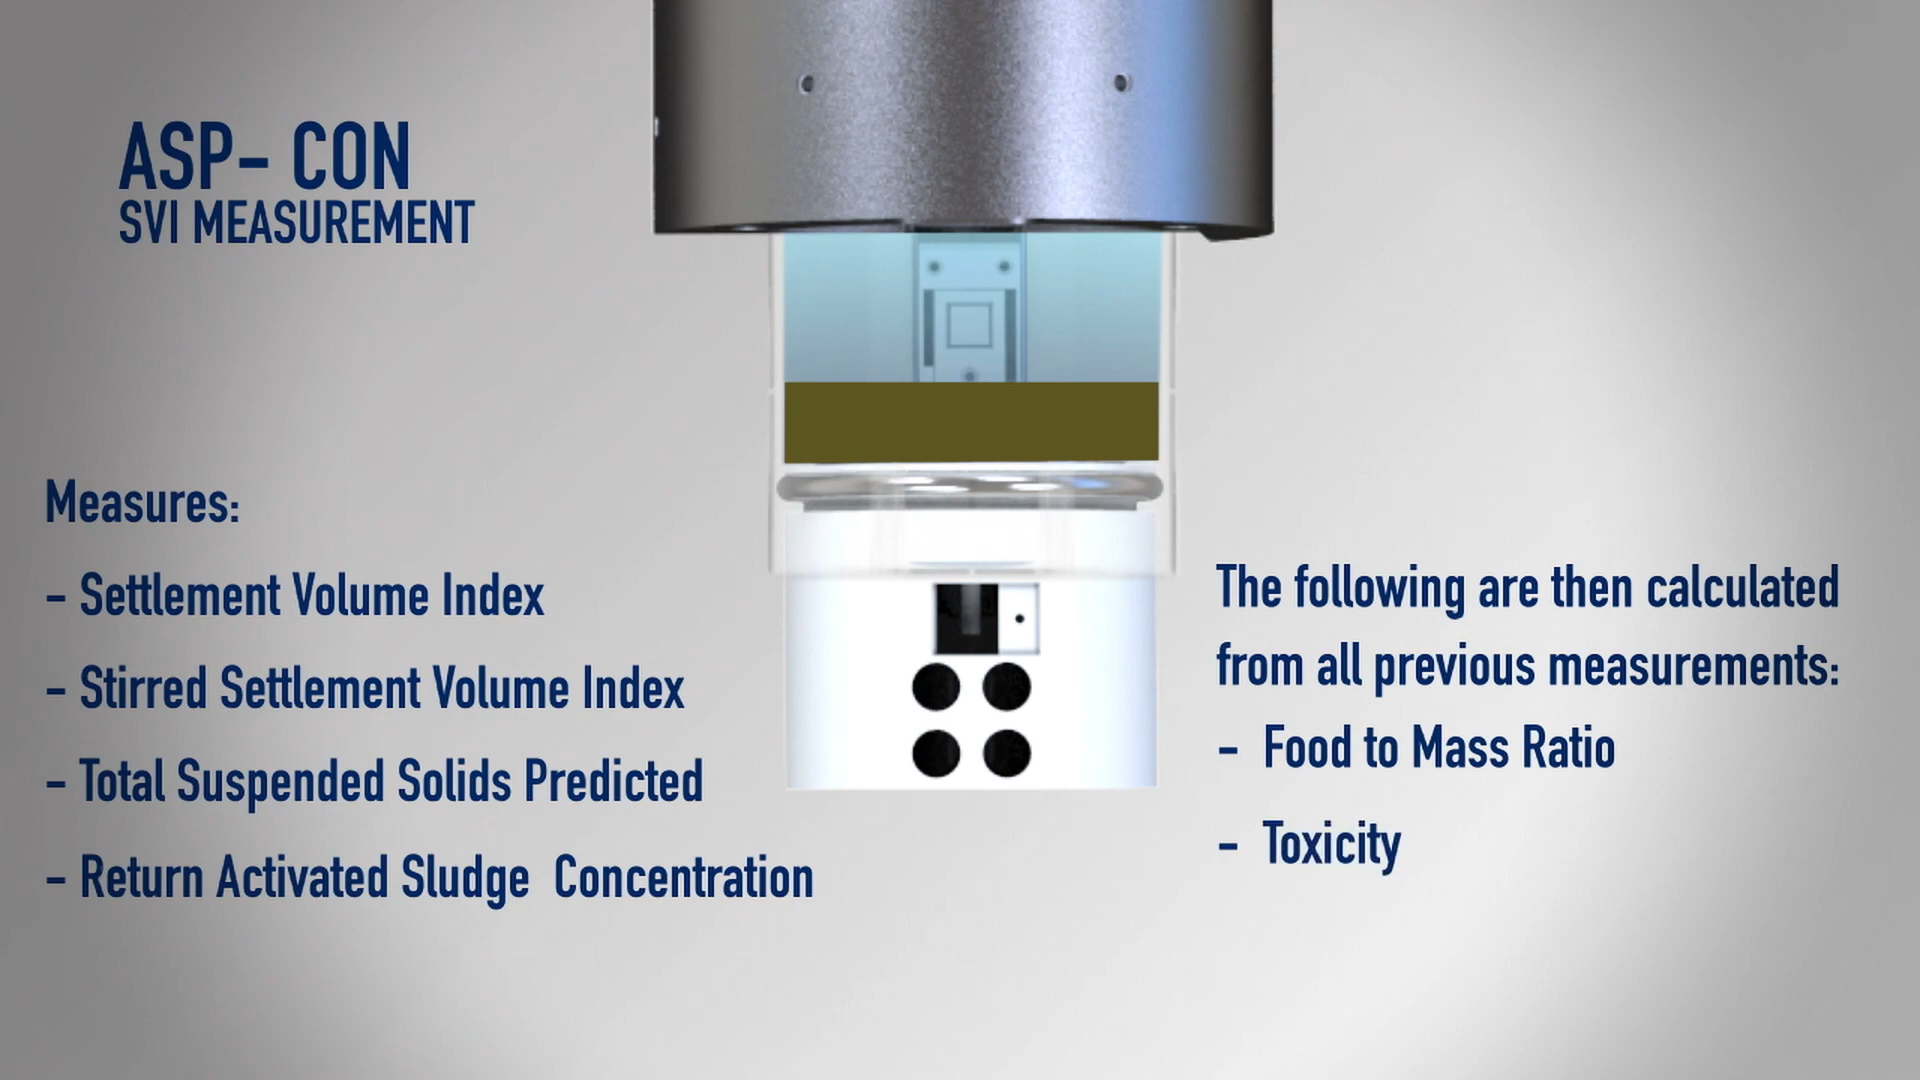 ASP- CON
SVI MEASUREMENT
Measures:
- Settlement Volume Index
- Stirred Settlement Volume Index
- Total Suspended Solids Predicted
- Return Activated Sludge  Concentration
The following are then calculated
from all previous measurements:
-  Food to Mass Ratio
-  Toxicity